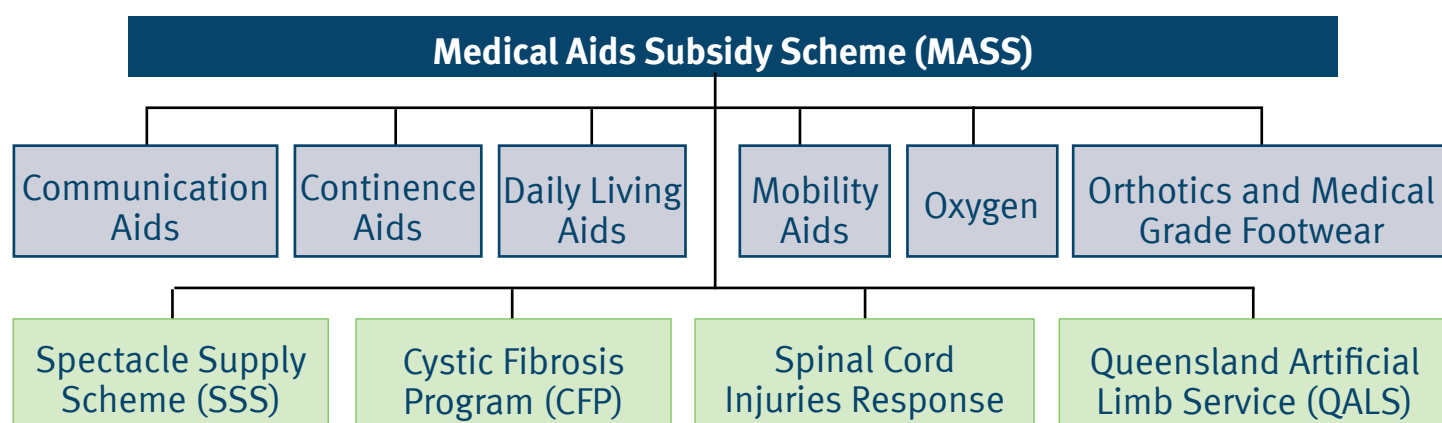 Medical Aids Subsidy Scheme (MASS)
Communication
Aids
Continence
Aids
Daily Living
Aids
Mobility
Aids
Oxygen
Orthotics and Medical
Grade Footwear
Spectacle Supply
Scheme (SSS)
Cystic Fibrosis
Program (CFP)
Spinal Cord
Injuries Response
Queensland Artificial
Limb Service (QALS)